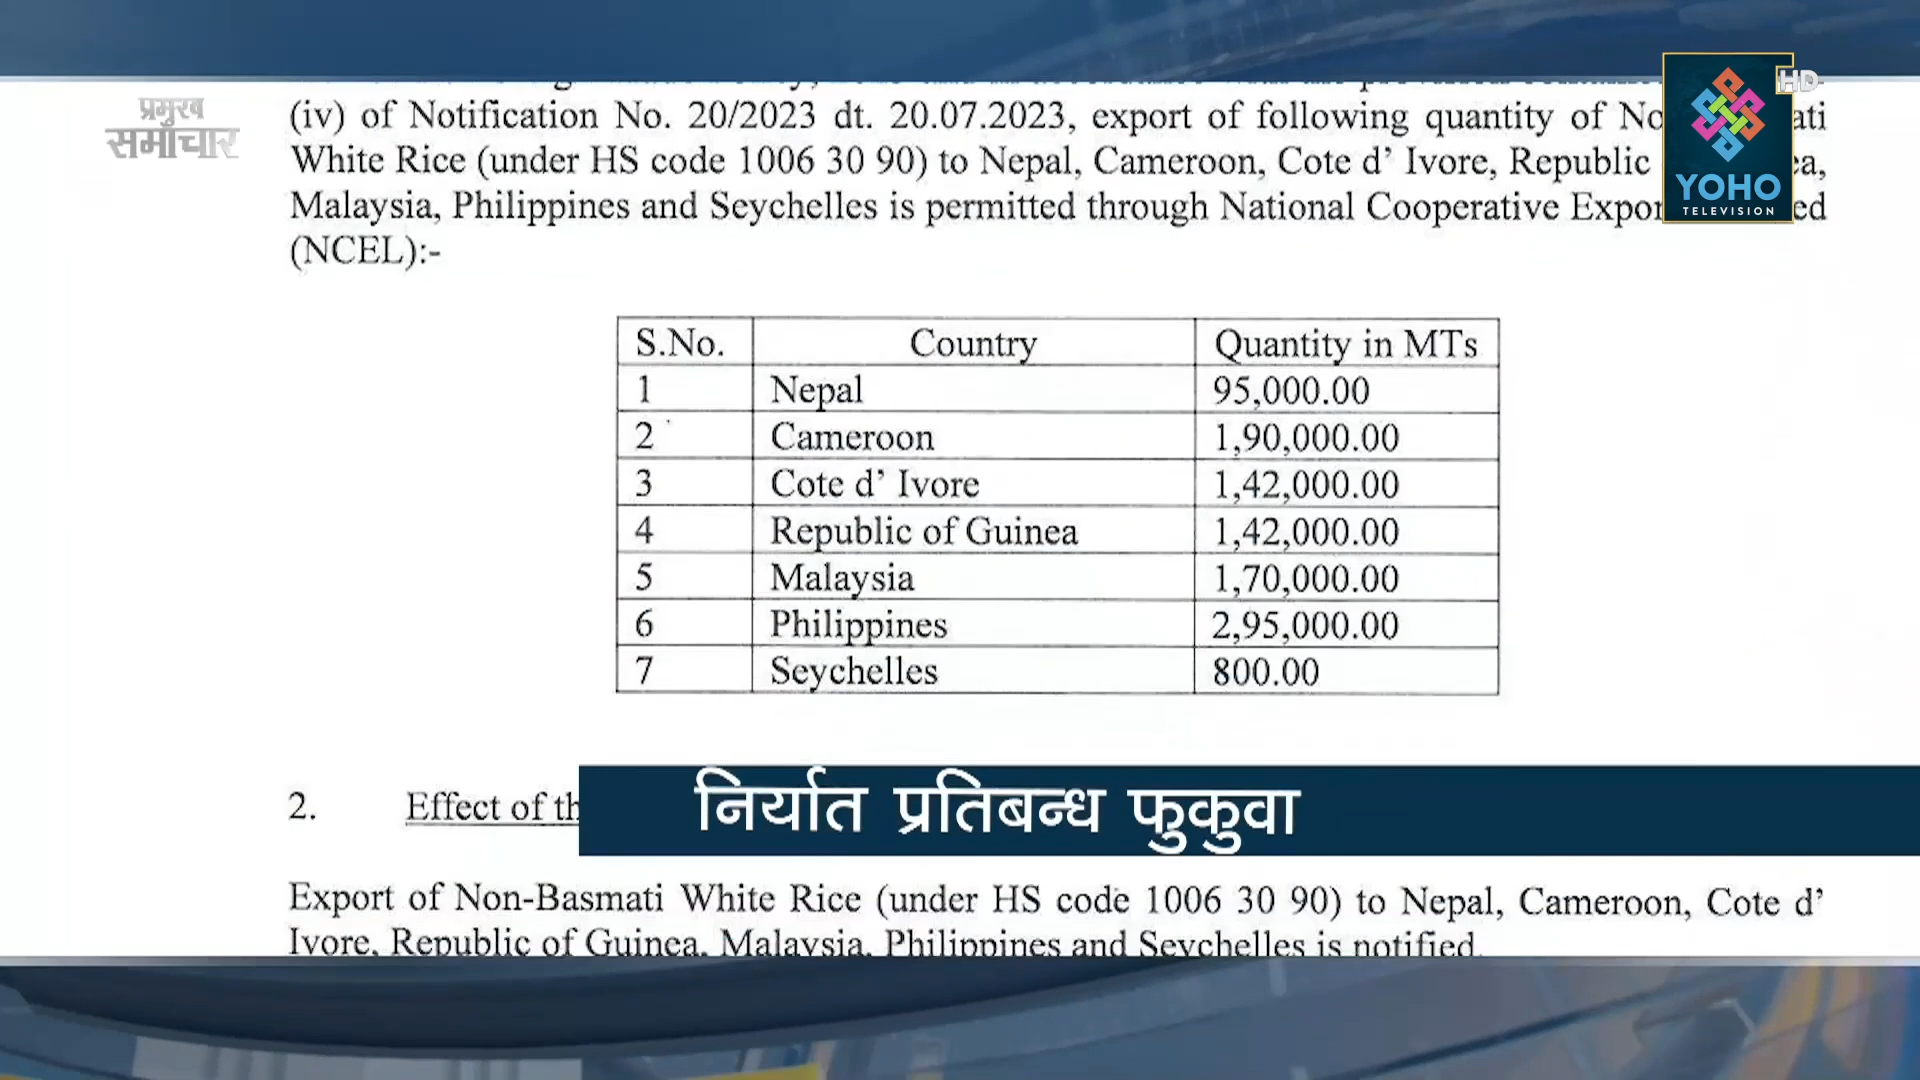 प्रमुख
समाचार
HD
YOHO
TELEVISION
(iv) of Notification No. 20/2023 dt. 20.07.2023, export of following quantity of
White Rice (under HS code 1006 30 90) to Nepal, Cameroon, Cote d’ Ivore, Republic
Malaysia, Philippines and Seychelles is permitted through National Cooperative
(NCEL):-
S.No. Country Quantity in MTs
1 Nepal 95,000.00
2 Cameroon 1,90,000.00
3 Cote d’ Ivore 1,42,000.00
4 Republic of Guinea 1,42,000.00
5 Malaysia 1,70,000.00
6 Philippines 2,95,000.00
7 Seychelles 800.00
2. Effect of
निर्यात प्रतिबन्ध फुकुवा
Export of Non-Basmati White Rice (under HS code 1006 30 90) to Nepal, Cameroon, Cote d’
Ivore, Republic of Guinea, Malaysia, Philippines and Seychelles is notified.